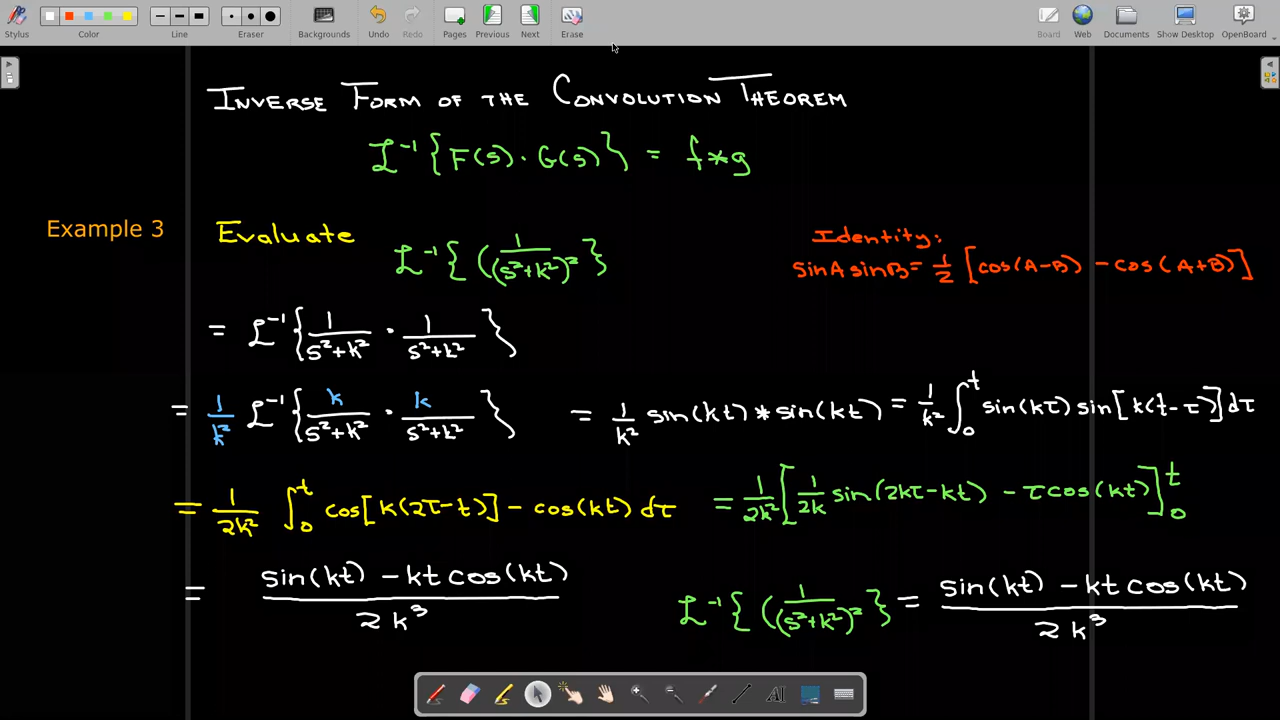 Stylus Color Line Eraser Backgrounds Undo Redo Pages Previous Next Erase Board Web Documents Show Desktop OpenBoard
INVERSE FORM OF THE CONVOLUTION THEOREM
ℒ⁻¹{F(s)·G(s)} = f*g
Example 3 Evaluate ℒ⁻¹{1/(s²+k²)²}
Identity:
sinA sinB = 1/2 [cos(A-B) - cos(A+B)]
= ℒ⁻¹{1/(s²+k²) · 1/(s²+k²)}
= 1/k² ℒ⁻¹{k/(s²+k²) · k/(s²+k²)} = 1/k² sin(kt) * sin(kt) = 1/k² ∫₀ᵗ sin(kτ) sin[k(t-τ)] dτ
= 1/(2k²) ∫₀ᵗ cos[k(2τ-t)] - cos(kt) dτ = 1/(2k²) [1/(2k) sin(2kτ-kt) - τcos(kt)]₀ᵗ
= (sin(kt) - kt cos(kt))/(2k³) ℒ⁻¹{1/(s²+k²)²} = (sin(kt) - kt cos(kt))/(2k³)
AI